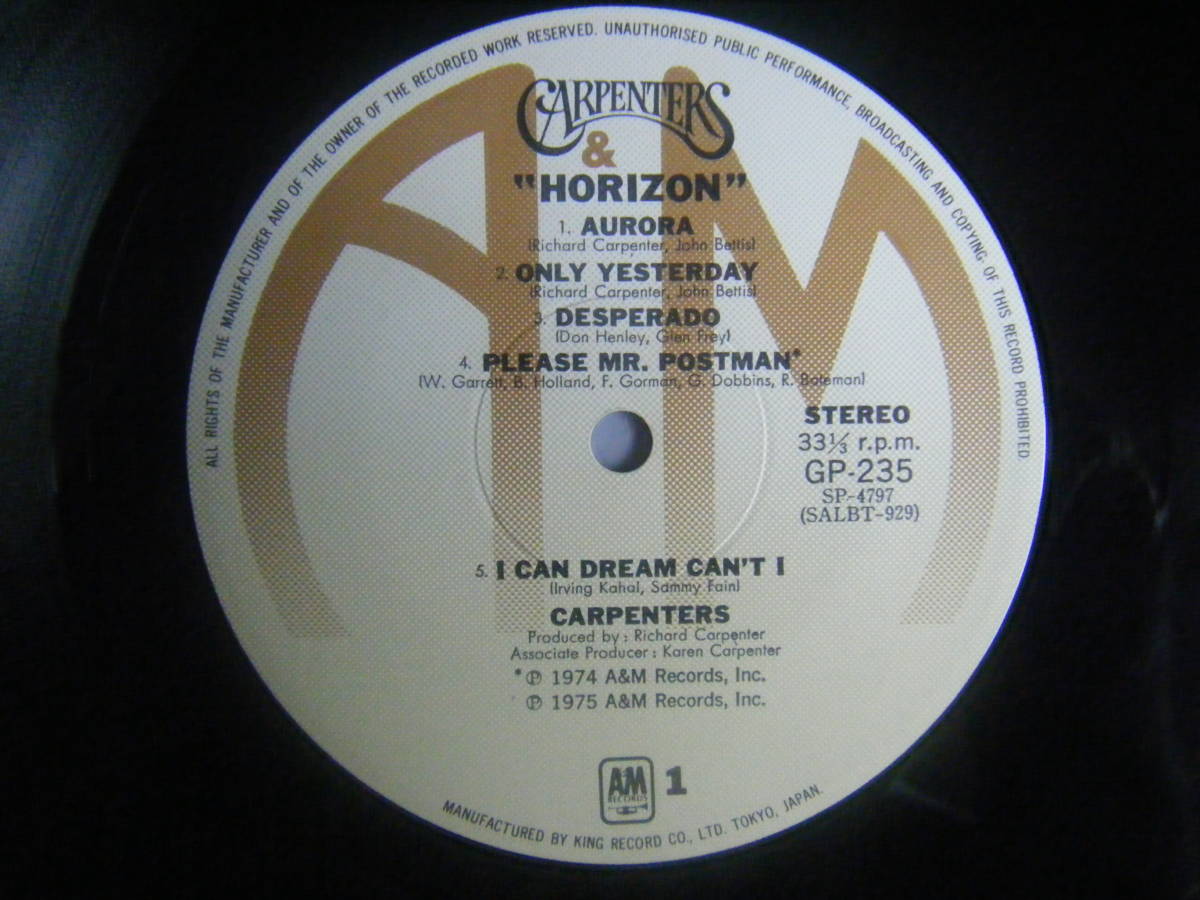 ALL RIGHTS OF THE MANUFACTURER AND OF THE OWNER OF THE RECORDED WORK RESERVED. UNAUTHORISED PUBLIC PERFORMANCE, BROADCASTING AND COPYING OF THIS RECORD PROHIBITED.
CARPENTERS
&
"HORIZON"
1. AURORA
(Richard Carpenter, John Bettis)
2. ONLY YESTERDAY
(Richard Carpenter, John Bettis)
3. DESPERADO
(Don Henley, Glen Frey)
4. PLEASE MR. POSTMAN*
(W. Garrett, B. Holland, F. Gorman, G. Dobbins, R. Bateman)
STEREO
33⅓ r.p.m.
GP-235
SP-4797
(SALBT-929)
5. I CAN DREAM CAN'T I
(Irving Kahal, Sammy Fain)
CARPENTERS
Produced by : Richard Carpenter
Associate Producer : Karen Carpenter
*℗ 1974 A&M Records, Inc.
℗ 1975 A&M Records, Inc.
A&M RECORDS 1
MANUFACTURED BY KING RECORD CO., LTD. TOKYO, JAPAN.